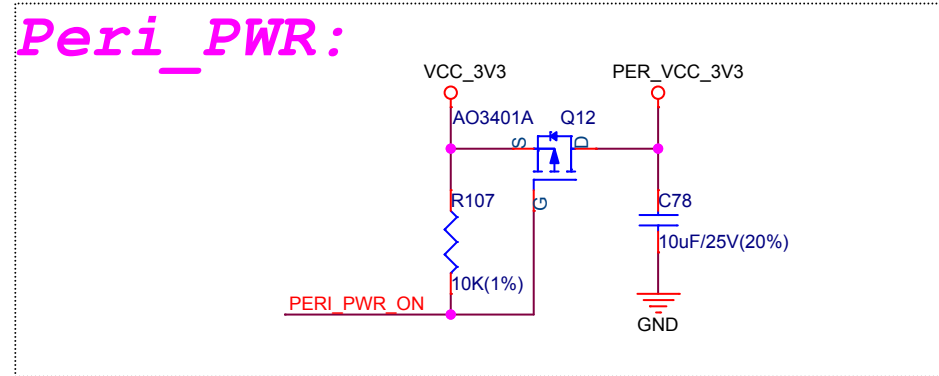 Peri_PWR:
VCC_3V3
PER_VCC_3V3
AO3401A
Q12
S
D
G
R107
C78
10uF/25V(20%)
10K(1%)
PERI_PWR_ON
GND